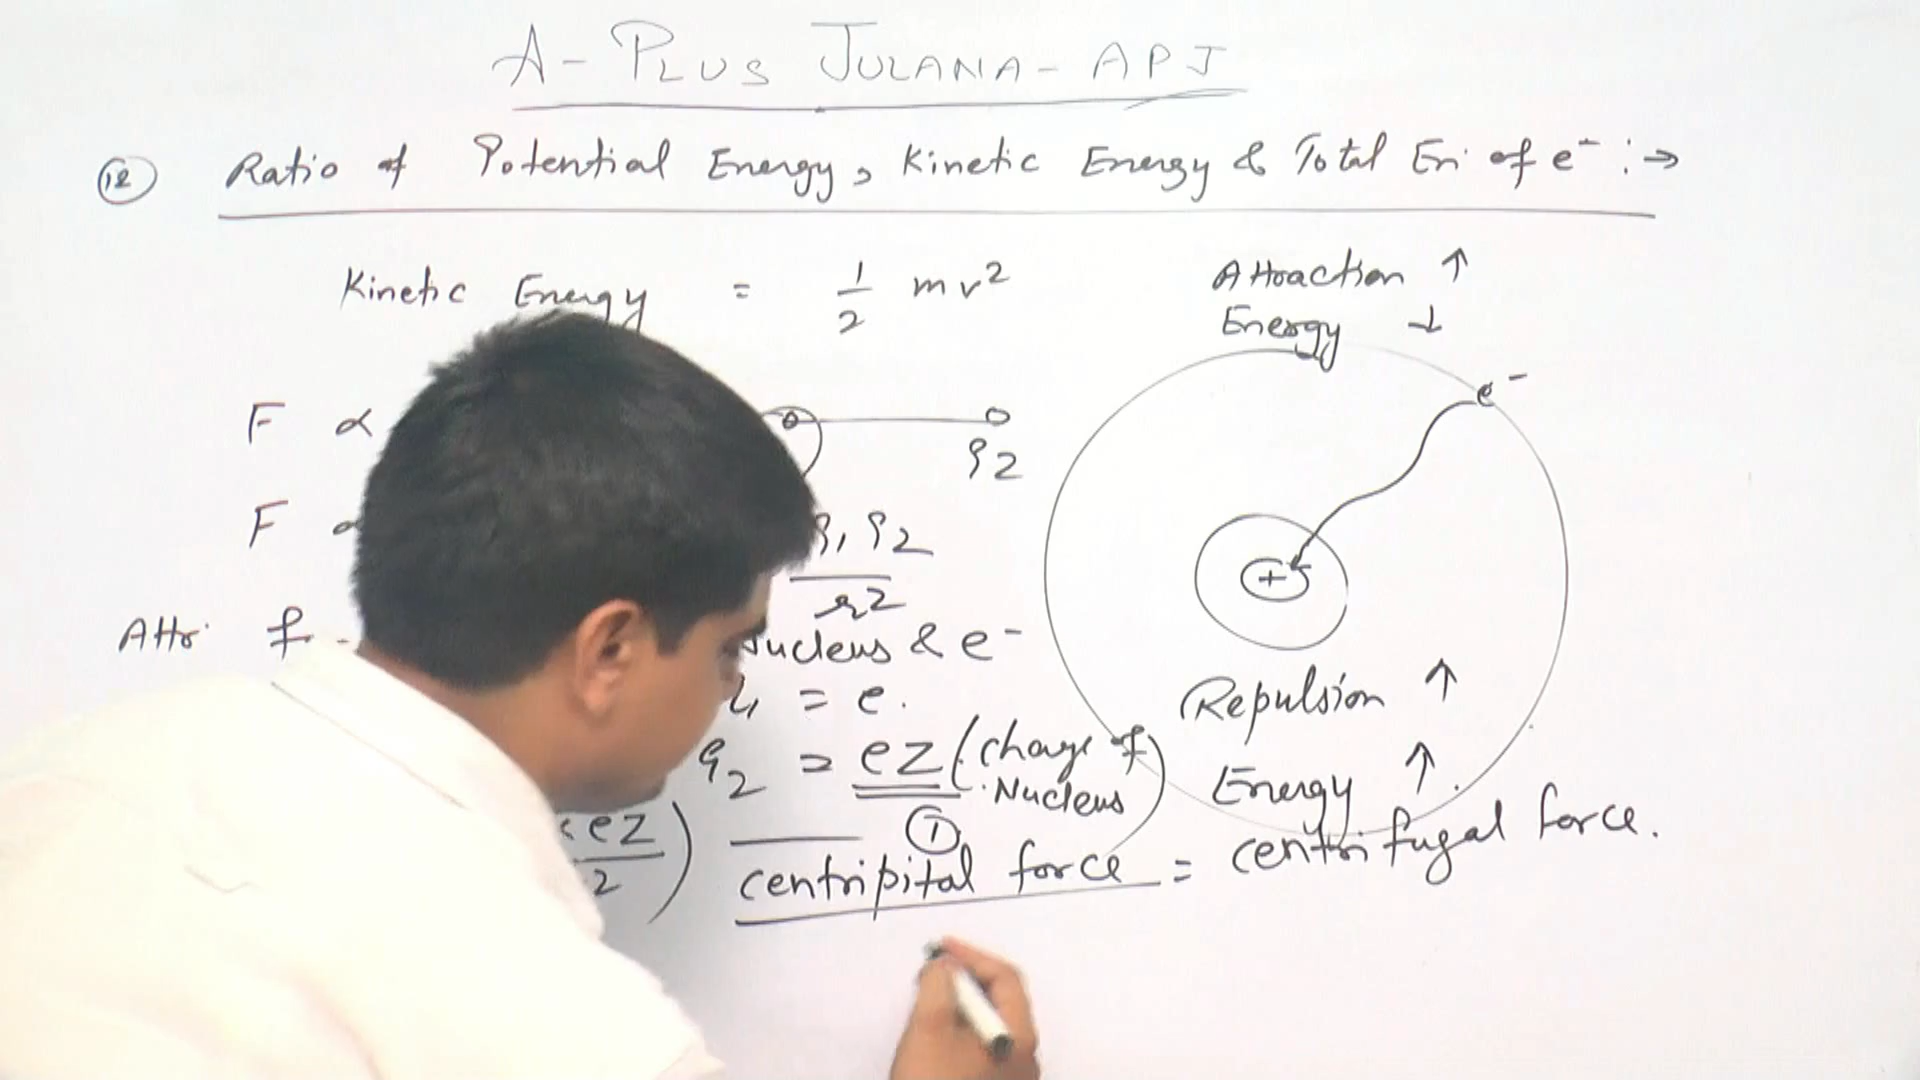 A - PLUS JULANA - APJ
12 Ratio of Potential Energy, Kinetic Energy & Total En. of e⁻ :→
Kinetic Energy = 1/2 mv²
Attraction ↑
Energy ↓
e⁻
F ∝
q2
F ∝
q1 q2
r2
+
Attr. f
Nucleus & e⁻
= e.
q2 = eZ (Charge of Nucleus)
Repulsion ↑
Energy ↑
eZ
2
1
centripital force = centrifugal force.